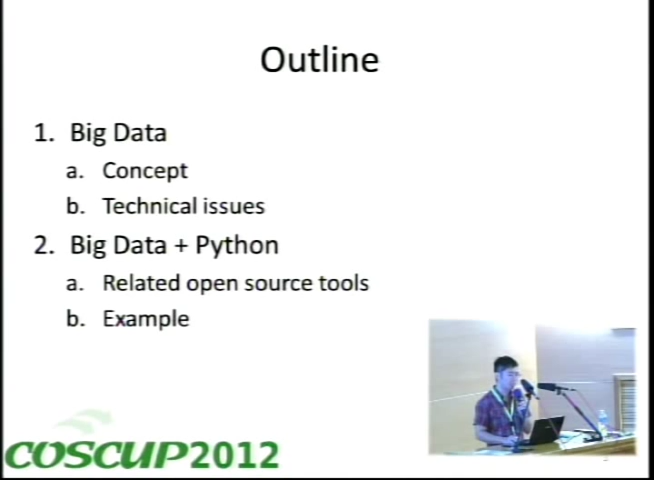 Outline
1. Big Data
a. Concept
b. Technical issues
2. Big Data + Python
a. Related open source tools
b. Example
COSCUP2012